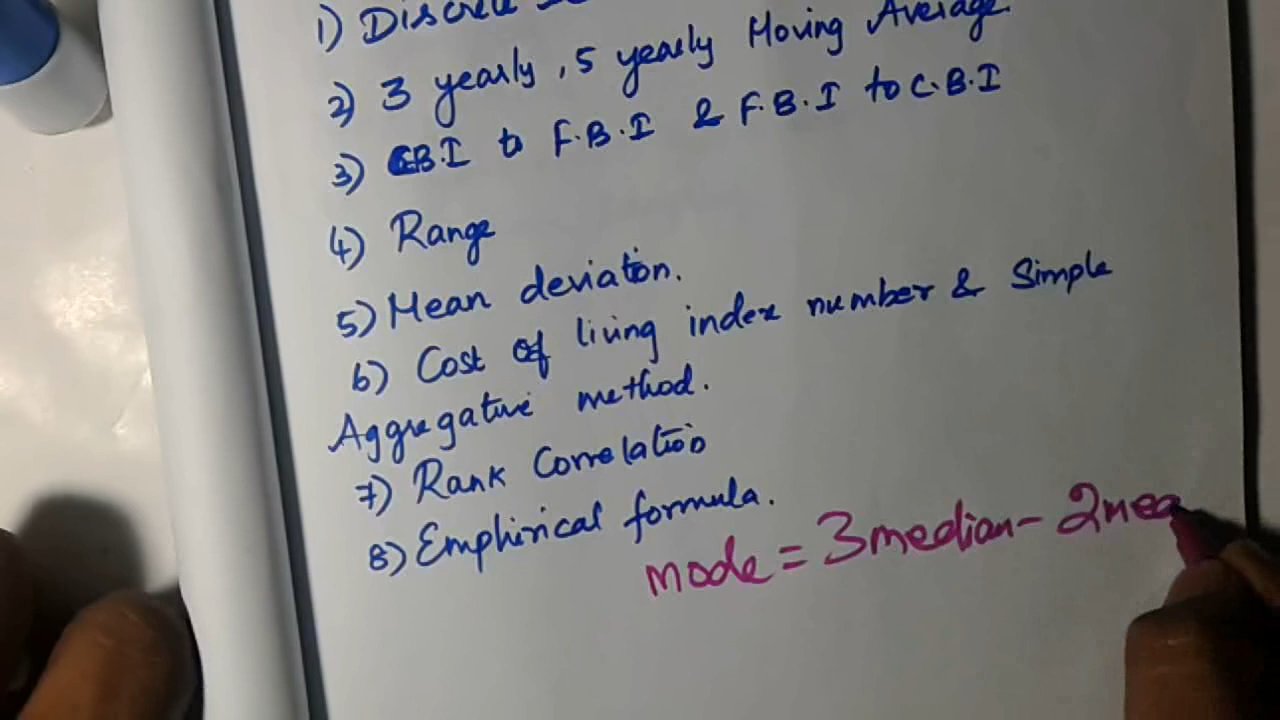 1) Discrete
2) 3 yearly, 5 yearly Moving Average
3) CB.I to F.B.I & F.B.I to C.B.I
4) Range
5) Mean deviation.
6) Cost of living index number & Simple
Aggregative method.
7) Rank Correlation
8) Emphirical formula.
mode = 3median - 2mea